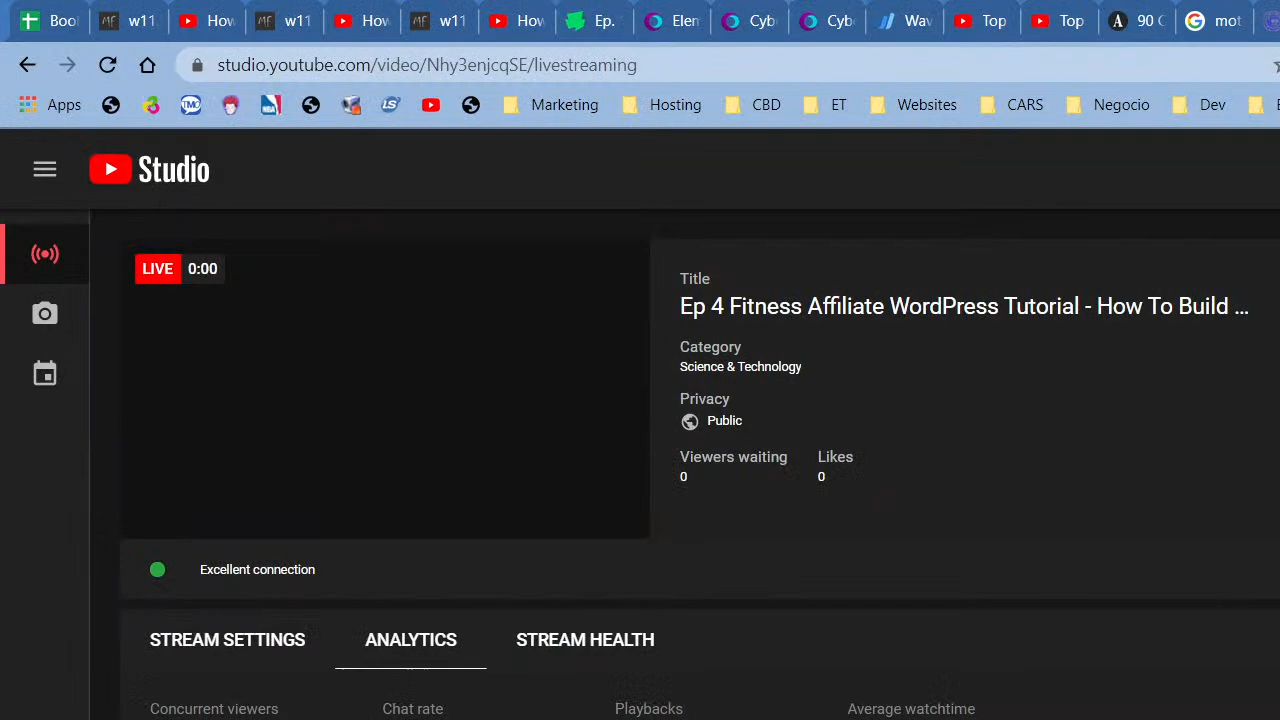 Boo w11 How w11 How w11 How Ep. Elen Cyb Cyb Wav Top Top 90 mot
studio.youtube.com/video/Nhy3enjcqSE/livestreaming
Apps Marketing Hosting CBD ET Websites CARS Negocio Dev
Studio
LIVE 0:00
Title
Ep 4 Fitness Affiliate WordPress Tutorial - How To Build ...
Category
Science & Technology
Privacy
Public
Viewers waiting Likes
0 0
Excellent connection
STREAM SETTINGS ANALYTICS STREAM HEALTH
Concurrent viewers Chat rate Playbacks Average watchtime